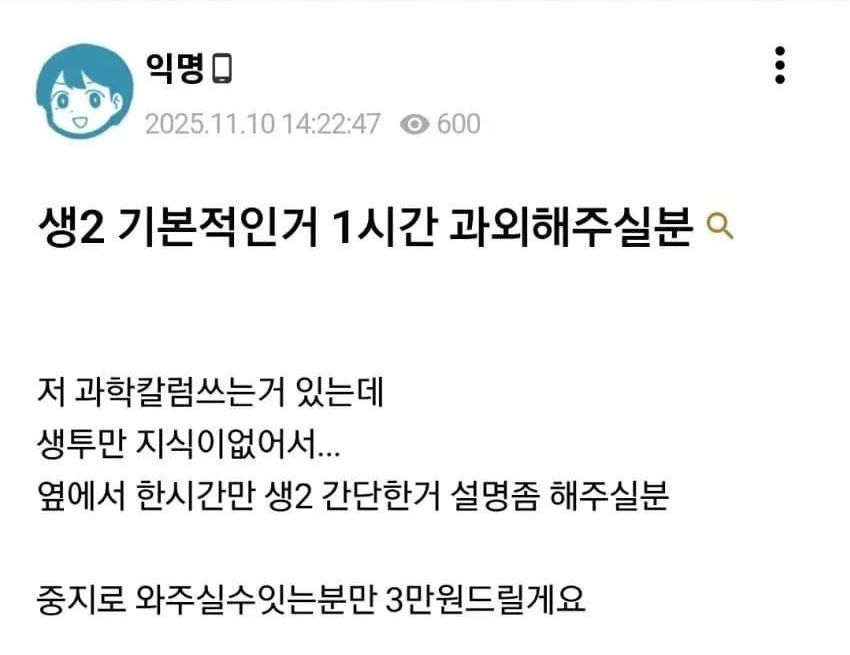 익명
2025.11.10 14:22:47 600
생2 기본적인거 1시간 과외해주실분
저 과학칼럼쓰는거 있는데
생투만 지식이없어서...
옆에서 한시간만 생2 간단한거 설명좀 해주실분
중지로 와주실수잇는분만 3만원드릴게요